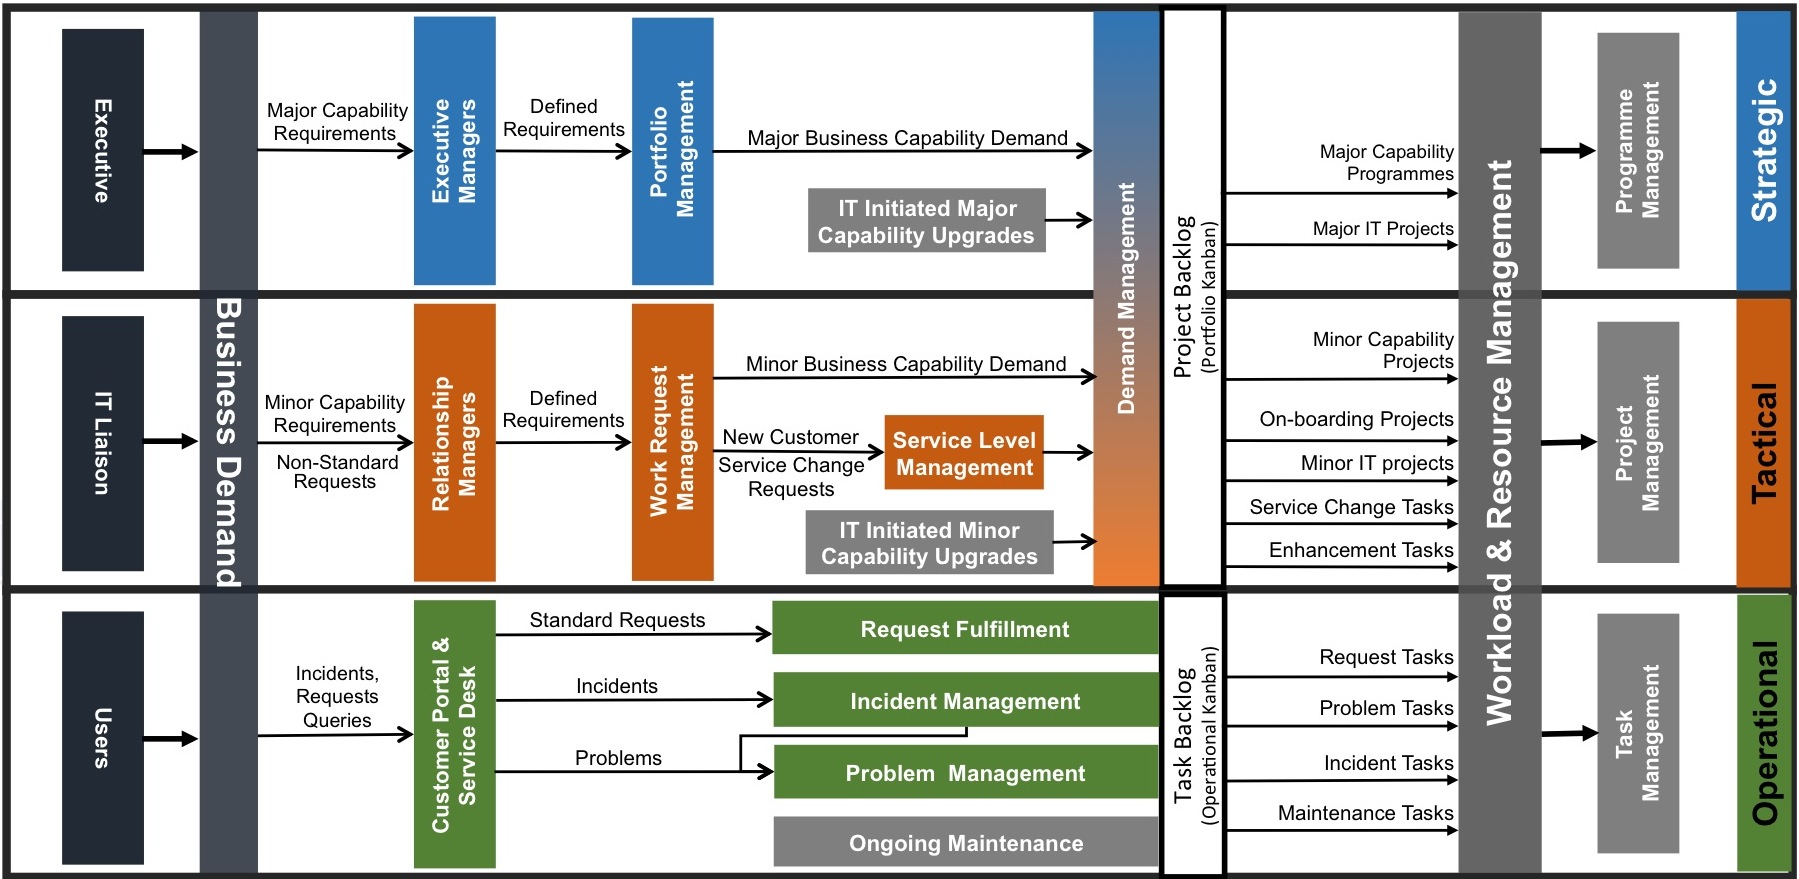 Executive
Business Demand
Major Capability
Requirements
Executive
Managers
Defined
Requirements
Portfolio
Management
Major Business Capability Demand
IT Initiated Major
Capability Upgrades
Demand Management
Project Backlog
(Portfolio Kanban)
Major Capability
Programmes
Major IT Projects
Workload & Resource Management
Programme
Management
Strategic
IT Liaison
Minor Capability
Requirements
Non-Standard
Requests
Relationship
Managers
Defined
Requirements
Work Request
Management
Minor Business Capability Demand
New Customer
Service Change
Requests
Service Level
Management
IT Initiated Minor
Capability Upgrades
Minor Capability
Projects
On-boarding Projects
Minor IT projects
Service Change Tasks
Enhancement Tasks
Project
Management
Tactical
Users
Incidents,
Requests
Queries
Customer Portal &
Service Desk
Standard Requests
Incidents
Problems
Request Fulfillment
Incident Management
Problem Management
Ongoing Maintenance
Task Backlog
(Operational Kanban)
Request Tasks
Problem Tasks
Incident Tasks
Maintenance Tasks
Task
Management
Operational